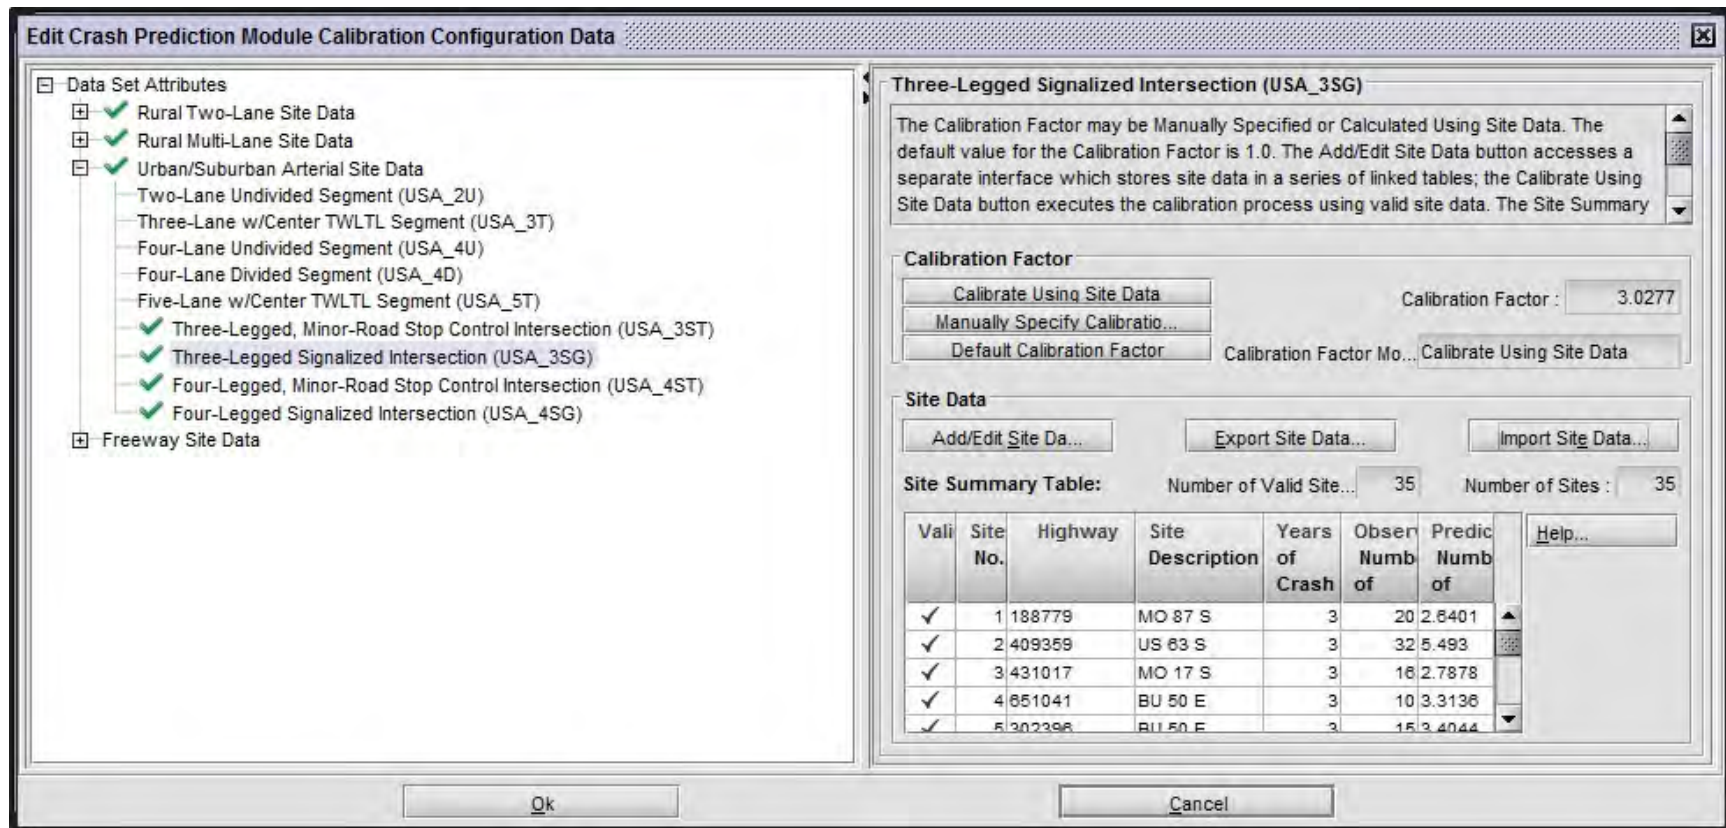 Edit Crash Prediction Module Calibration Configuration Data
Data Set Attributes
Rural Two-Lane Site Data
Rural Multi-Lane Site Data
Urban/Suburban Arterial Site Data
Two-Lane Undivided Segment (USA_2U)
Three-Lane w/Center TWLTL Segment (USA_3T)
Four-Lane Undivided Segment (USA_4U)
Four-Lane Divided Segment (USA_4D)
Five-Lane w/Center TWLTL Segment (USA_5T)
Three-Legged, Minor-Road Stop Control Intersection (USA_3ST)
Three-Legged Signalized Intersection (USA_3SG)
Four-Legged, Minor-Road Stop Control Intersection (USA_4ST)
Four-Legged Signalized Intersection (USA_4SG)
Freeway Site Data
Three-Legged Signalized Intersection (USA_3SG)
The Calibration Factor may be Manually Specified or Calculated Using Site Data. The
default value for the Calibration Factor is 1.0. The Add/Edit Site Data button accesses a
separate interface which stores site data in a series of linked tables; the Calibrate Using
Site Data button executes the calibration process using valid site data. The Site Summary
Calibration Factor
Calibrate Using Site Data
Calibration Factor : 3.0277
Manually Specify Calibratio...
Default Calibration Factor
Calibration Factor Mo... Calibrate Using Site Data
Site Data
Add/Edit Site Da... Export Site Data... Import Site Data...
Site Summary Table: Number of Valid Site... 35 Number of Sites : 35
Vali Site Highway Site Years Observ Predic
No. Description of Numb Numb
Crash of of
Help...
1 188779 MO 87 S 3 20 2.6401
2 409359 US 63 S 3 32 5.493
3 431017 MO 17 S 3 16 2.7878
4 651041 BU 50 E 3 10 3.3136
5 302396 BU 50 E 3 15 3.4044
Ok Cancel